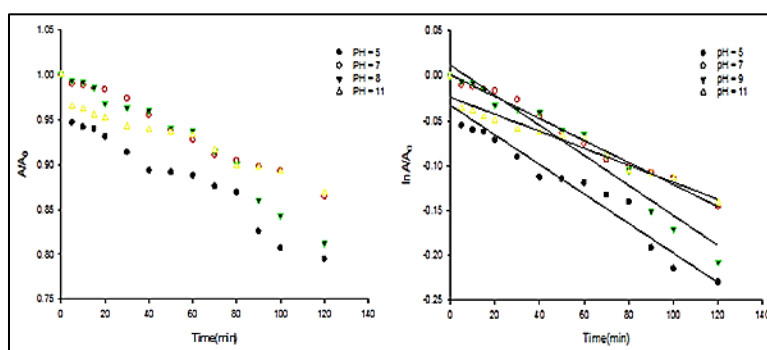 1.05
1.00
0.95
0.90
0.85
0.80
0.75
A/A₀
0 20 40 60 80 100 120 140
Time(min)
PH = 5
PH = 7
PH = 8
PH = 11
0.05
0.00
-0.05
-0.10
-0.15
-0.20
-0.25
ln A/A₀
0 20 40 60 80 100 120 140
Time(min)
pH = 5
pH = 7
pH = 9
pH = 11